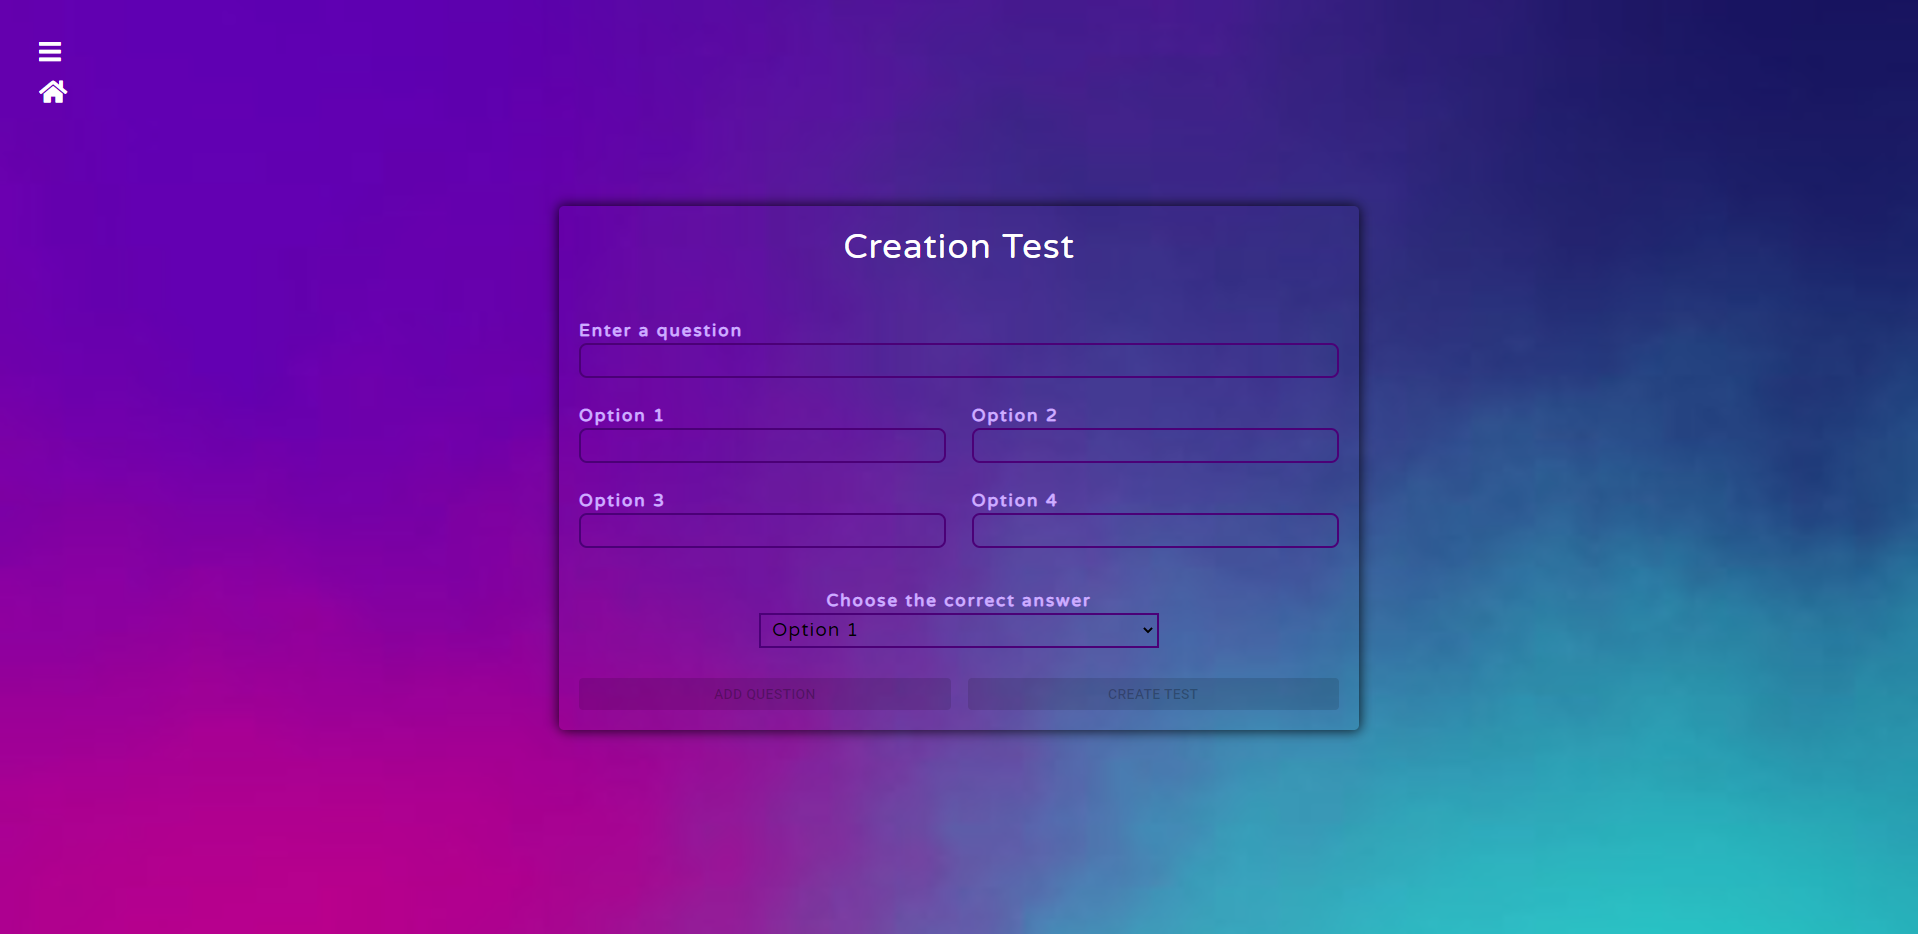 Creation Test
Enter a question
Option 1
Option 2
Option 3
Option 4
Choose the correct answer
Option 1
ADD QUESTION
CREATE TEST